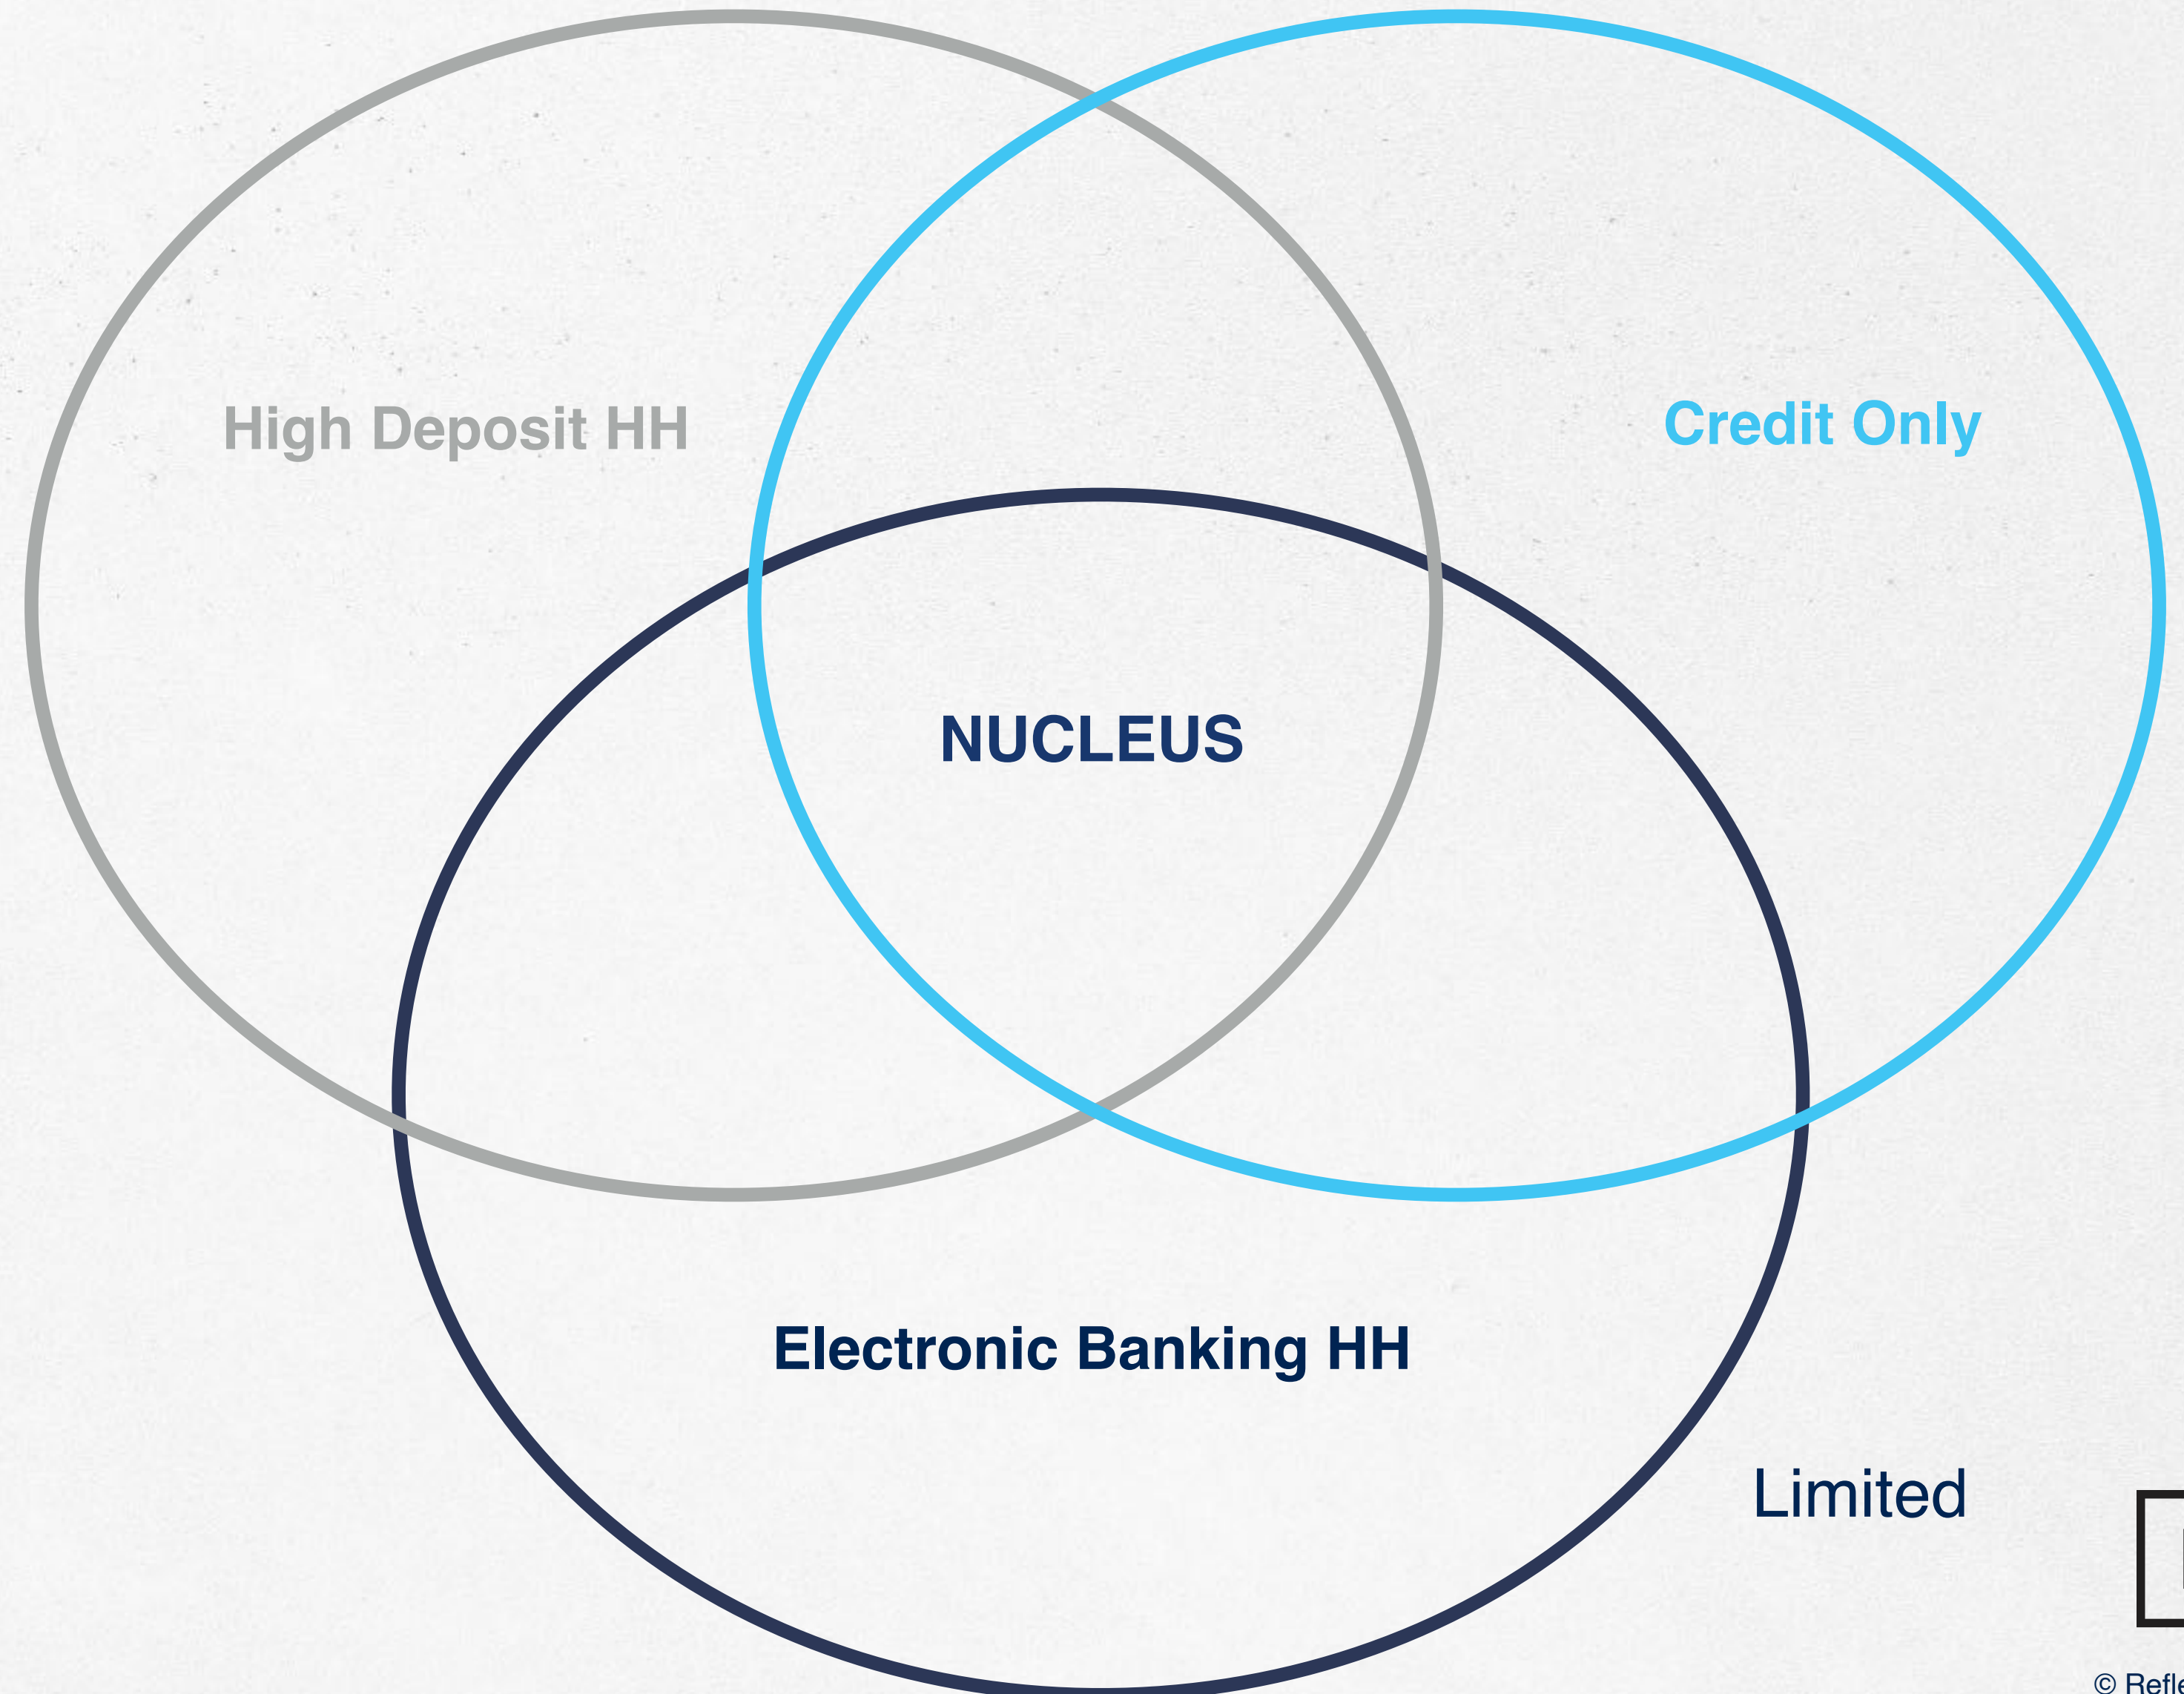 High Deposit HH
Credit Only
NUCLEUS
Electronic Banking HH
Limited
©